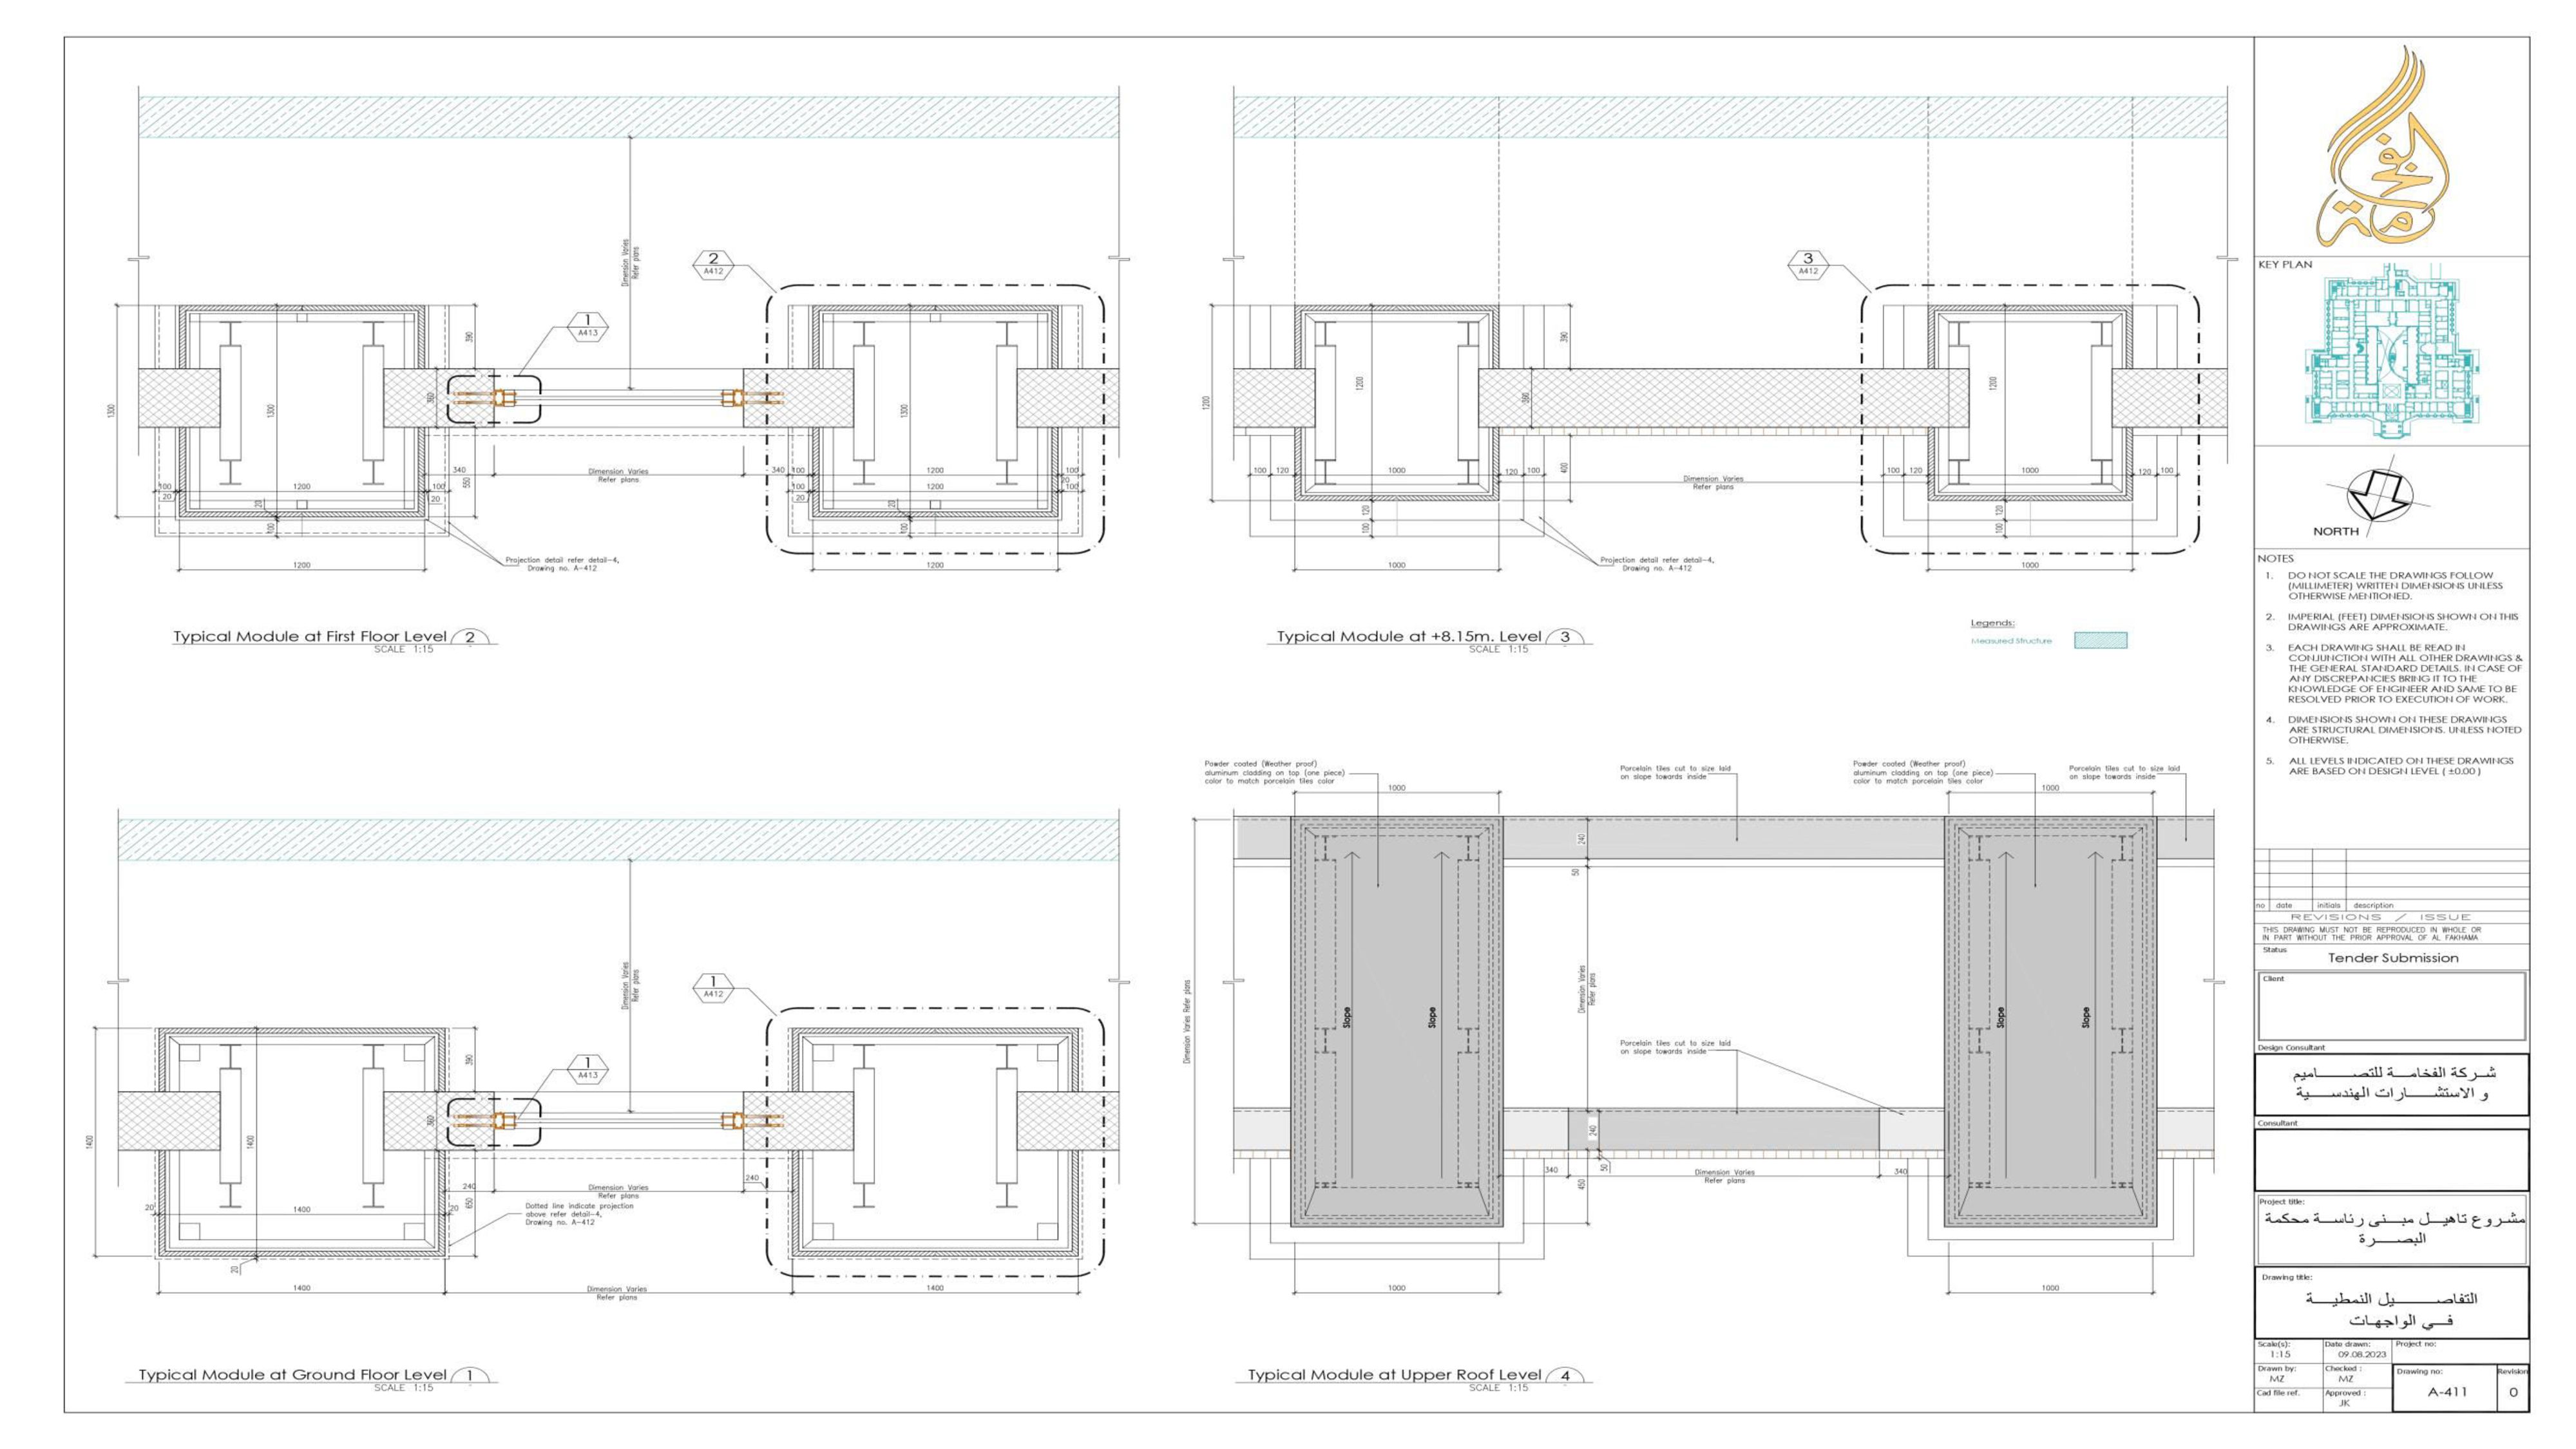 1300
1300
390
360
550
340
Dimension Varies
Refer plans
100
20
1200
100
20
20
100
1200
Projection detail refer detail-4,
Drawing no. A-412
1
A413
Dimension Varies
Refer plans
2
A412
1300
340
100
1200
100
20
100
1200
100
20
20
100
1200
Typical Module at First Floor Level 2
SCALE 1:15
1200
1200
390
360
400
100
120
1000
120
100
120
100
1000
Dimension Varies
Refer plans
Projection detail refer detail-4,
Drawing no. A-412
3
A412
1200
100
120
1000
120
100
120
100
1000
Typical Module at +8.15m. Level 3
SCALE 1:15
Legends:
Measured Structure
1400
1400
390
360
650
240
20
1400
20
20
1400
Dimension Varies
Refer plans
Dotted line indicate projection
above refer detail-4,
Drawing no. A-412
1
A413
Dimension Varies
Refer plans
1
A412
240
Dimension Varies
Refer plans
1400
Typical Module at Ground Floor Level 1
SCALE 1:15
Powder coated (Weather proof)
aluminum cladding on top (one piece)
color to match porcelain tiles color
1000
Porcelain tiles cut to size laid
on slope towards inside
Powder coated (Weather proof)
aluminum cladding on top (one piece)
color to match porcelain tiles color
1000
Porcelain tiles cut to size laid
on slope towards inside
240
50
Dimension Varies Refer plans
Slope
Slope
Dimension Varies
Refer plans
Slope
Slope
Porcelain tiles cut to size laid
on slope towards inside
240
50
450
340
Dimension Varies
Refer plans
340
1000
1000
Typical Module at Upper Roof Level 4
SCALE 1:15
الفخامة
KEY PLAN
NORTH
NOTES
1. DO NOT SCALE THE DRAWINGS FOLLOW
(MILLIMETER) WRITTEN DIMENSIONS UNLESS
OTHERWISE MENTIONED.
2. IMPERIAL (FEET) DIMENSIONS SHOWN ON THIS
DRAWINGS ARE APPROXIMATE.
3. EACH DRAWING SHALL BE READ IN
CONJUNCTION WITH ALL OTHER DRAWINGS &
THE GENERAL STANDARD DETAILS. IN CASE OF
ANY DISCREPANCIES BRING IT TO THE
KNOWLEDGE OF ENGINEER AND SAME TO BE
RESOLVED PRIOR TO EXECUTION OF WORK.
4. DIMENSIONS SHOWN ON THESE DRAWINGS
ARE STRUCTURAL DIMENSIONS. UNLESS NOTED
OTHERWISE.
5. ALL LEVELS INDICATED ON THESE DRAWINGS
ARE BASED ON DESIGN LEVEL ( ±0.00 )
no date initials description
REVISIONS / ISSUE
THIS DRAWING MUST NOT BE REPRODUCED IN WHOLE OR
IN PART WITHOUT THE PRIOR APPROVAL OF AL FAKHAMA
Status
Tender Submission
Client
Design Consultant
شــركة الفخامــــة للتصـــــــاميم
و الاستشـــــــارات الهندســـــية
Consultant
Project title:
مشـروع تاهيــل مبــنى رئاســة محكمة
البصـــــرة
Drawing title:
التفاصــــــــيل النمطيـــــة
فـــي الواجهـات
Scale(s):
1:15
Date drawn:
09.08.2023
Project no:
Drawn by:
MZ
Checked :
MZ
Drawing no:
A-411
Revision
0
Cad file ref.
Approved :
JK